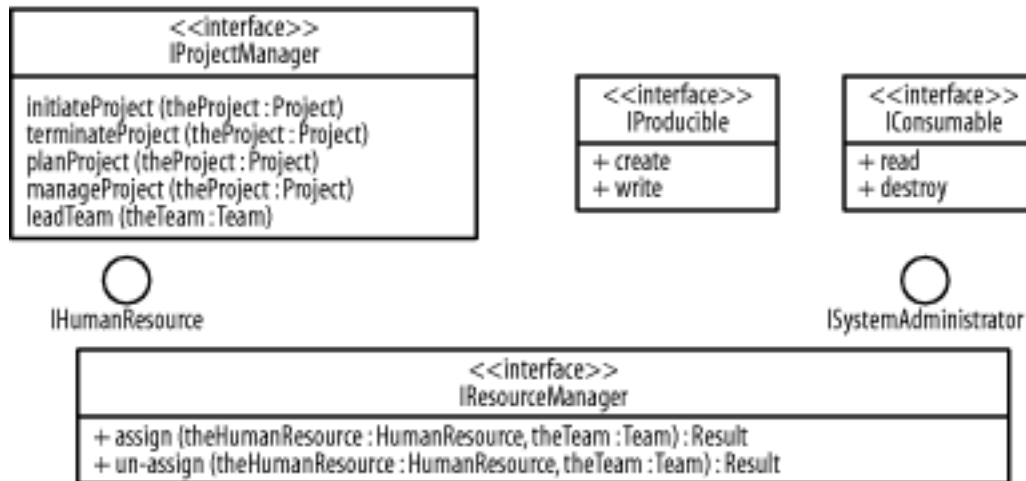 <<interface>>
IProjectManager
initiateProject (theProject : Project)
terminateProject (theProject : Project)
planProject (theProject : Project)
manageProject (theProject : Project)
leadTeam (theTeam : Team)
<<interface>>
IProducible
+ create
+ write
<<interface>>
IConsumable
+ read
+ destroy
IHumanResource
ISystemAdministrator
<<interface>>
IResourceManager
+ assign (theHumanResource : HumanResource, theTeam : Team) : Result
+ un-assign (theHumanResource : HumanResource, theTeam : Team) : Result